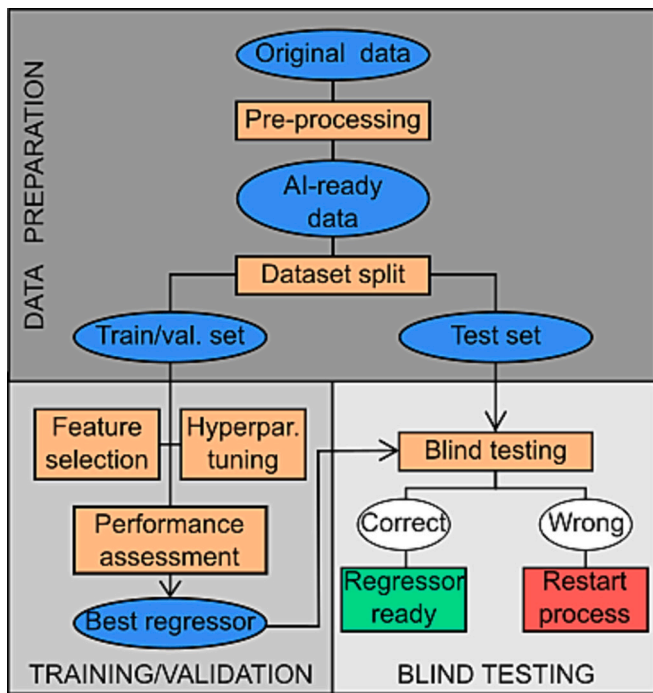 DATA PREPARATION
Original data
Pre-processing
AI-ready
data
Dataset split
Train/val. set
Test set
Feature
selection
Hyperpar.
tuning
Performance
assessment
Best regressor
TRAINING/VALIDATION
Blind testing
Correct
Wrong
Regressor
ready
Restart
process
BLIND TESTING